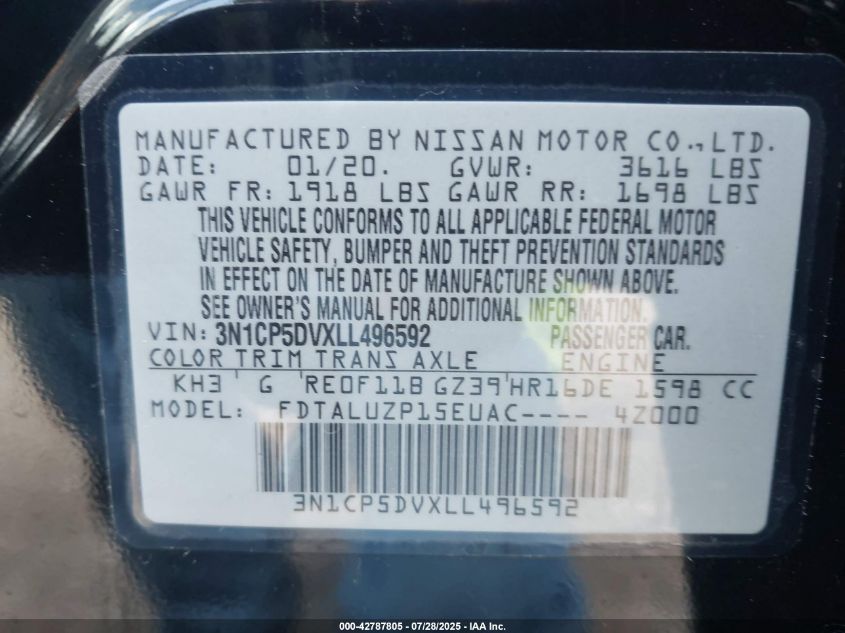 MANUFACTURED BY NISSAN MOTOR CO., LTD.
DATE: 01/20. GVWR: 3616 LBS
GAWR FR: 1918 LBS GAWR RR: 1698 LBS
THIS VEHICLE CONFORMS TO ALL APPLICABLE FEDERAL MOTOR
VEHICLE SAFETY, BUMPER AND THEFT PREVENTION STANDARDS
IN EFFECT ON THE DATE OF MANUFACTURE SHOWN ABOVE.
SEE OWNER'S MANUAL FOR ADDITIONAL INFORMATION.
VIN: 3N1CP5DVXLL496592 PASSENGER CAR.
COLOR TRIM TRANS AXLE ENGINE
KH3 ' G 'RE0F11B GZ39'HR16DE 1598 CC
MODEL: FDTALUZP15EUAC---- 4Z000
3N1CP5DVXLL496592
000-42787805 - 07/28/2025 - IAA Inc.